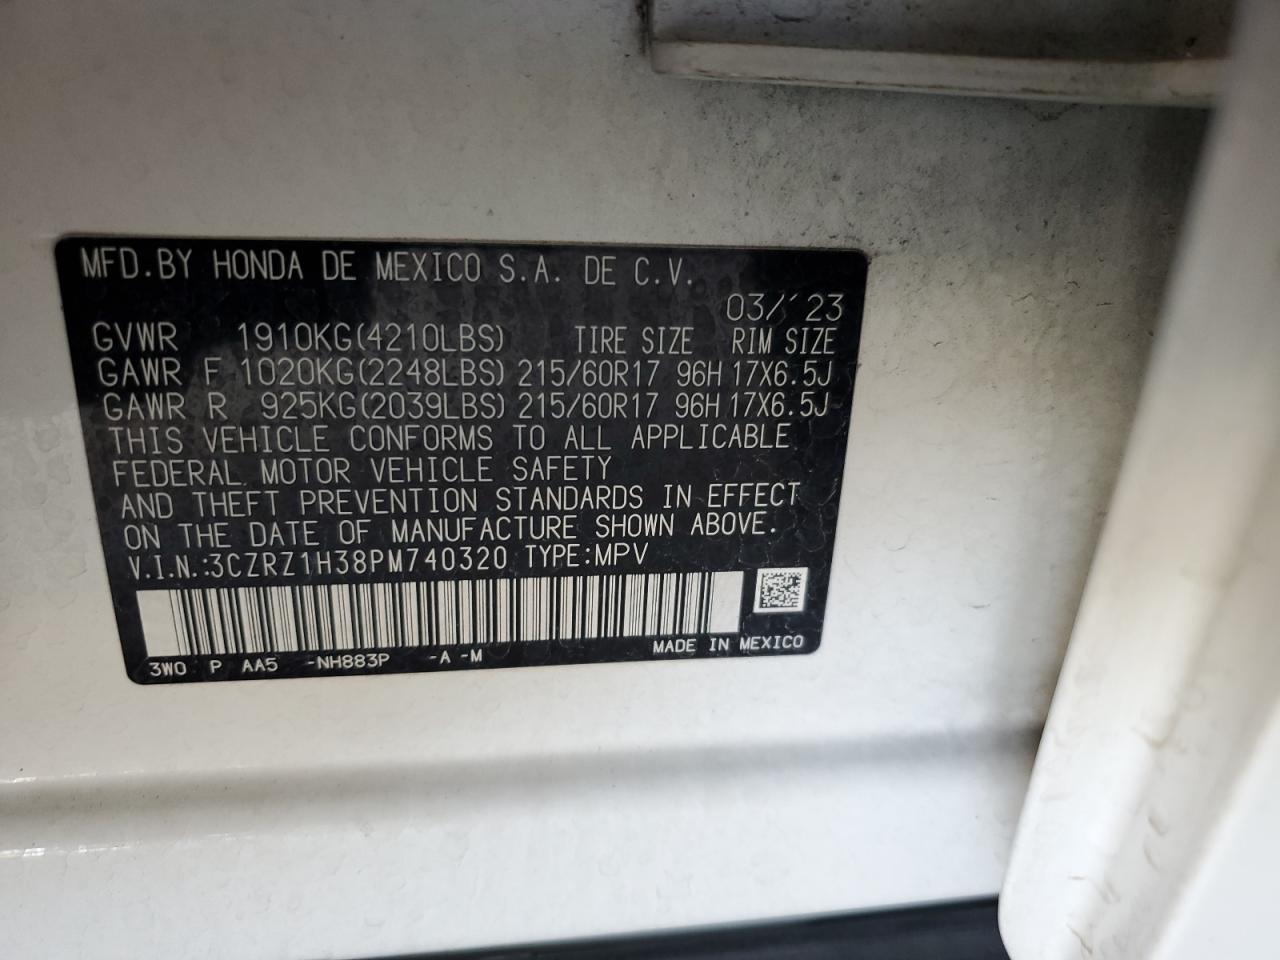 MFD.BY HONDA DE MEXICO S.A. DE C.V.
03/´23
GVWR 1910KG(4210LBS) TIRE SIZE RIM SIZE
GAWR F 1020KG(2248LBS) 215/60R17 96H 17X6.5J
GAWR R 925KG(2039LBS) 215/60R17 96H 17X6.5J
THIS VEHICLE CONFORMS TO ALL APPLICABLE
FEDERAL MOTOR VEHICLE SAFETY
AND THEFT PREVENTION STANDARDS IN EFFECT
ON THE DATE OF MANUFACTURE SHOWN ABOVE.
V.I.N.:3CZRZ1H38PM740320 TYPE:MPV
3W0 P AA5 -NH883P -A -M MADE IN MEXICO